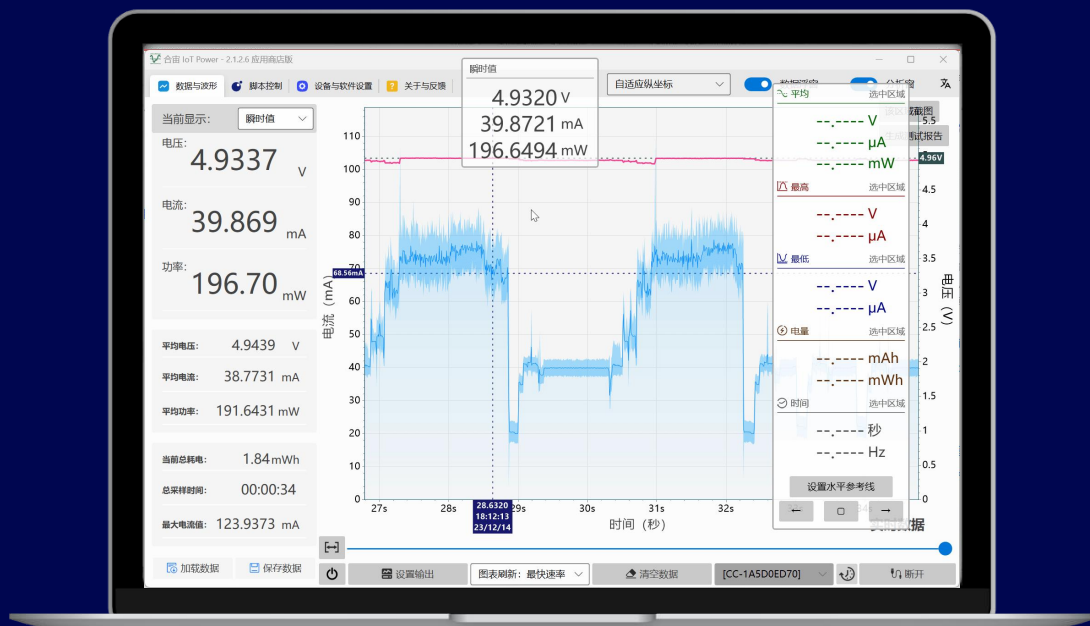 合宙 IoT Power - 2.1.2.6 应用商店版
数据与波形
脚本控制
设备与软件设置
关于与反馈
瞬时值
4.9320 V
39.8721 mA
196.6494 mW
自适应纵坐标
当前显示:
瞬时值
电压:
4.9337 V
电流:
39.869 mA
功率:
196.70 mW
平均电压: 4.9439 V
平均电流: 38.7731 mA
平均功率: 191.6431 mW
当前总耗电: 1.84 mWh
总采样时间: 00:00:34
最大电流值: 123.9373 mA
加载数据
保存数据
电流 (mA)
110
100
90
80
70
68.56mA
60
50
40
30
20
10
0
27s
28s
29s
30s
31s
32s
28.6320
18:12:13
23/12/14
时间 (秒)
平均 选中区域
--.---- V
--.---- μA
--.---- mW
最高 选中区域
--.---- V
--.---- μA
最低 选中区域
--.---- V
--.---- μA
电量 选中区域
--.---- mAh
--.---- mWh
时间 选中区域
--.---- 秒
--.---- Hz
设置水平参考线
← →
截图
测试报告
5.5
4.96V
4.5
4
3.5
3
2.5
2
1.5
1
0.5
0
电压 (V)
实时数据
设置输出
图表刷新: 最快速率
清空数据
[CC-1A5D0ED70]
断开